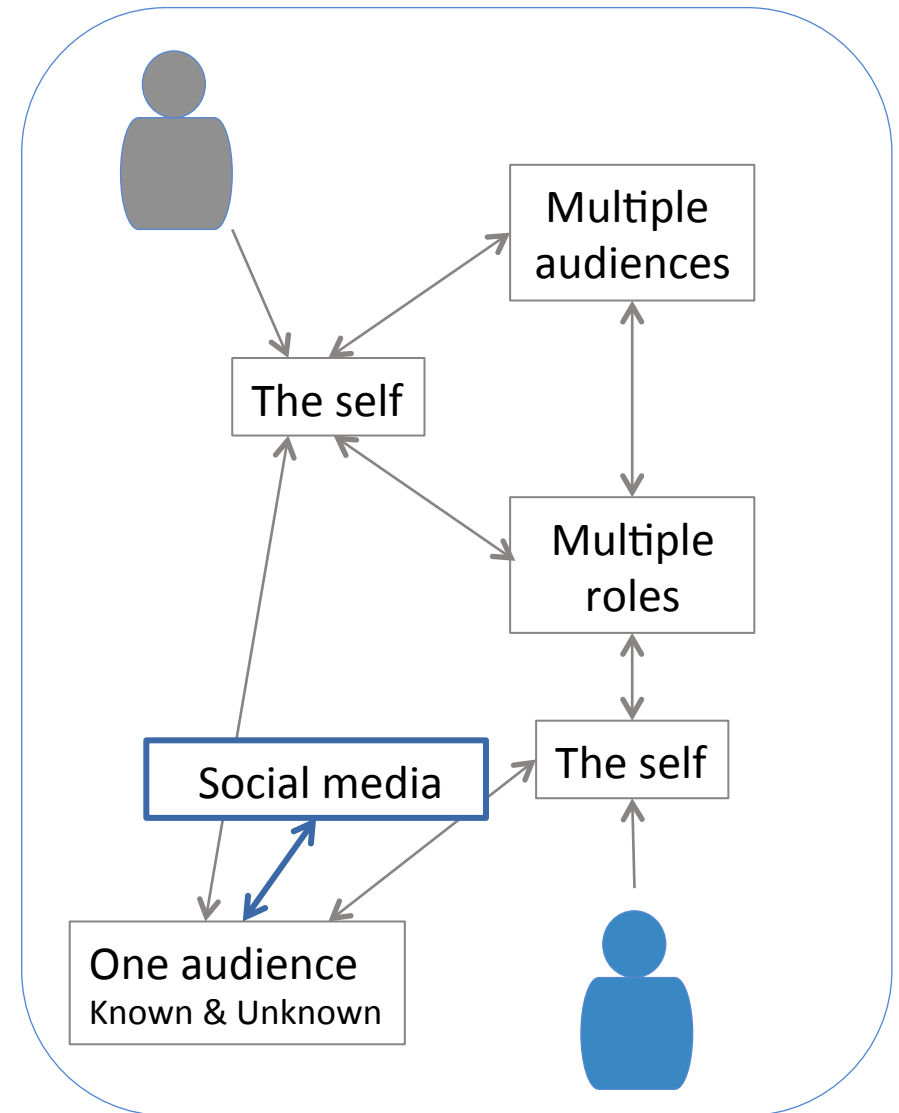 Multiple
audiences
The self
Multiple
roles
Social media
The self
One audience
Known & Unknown